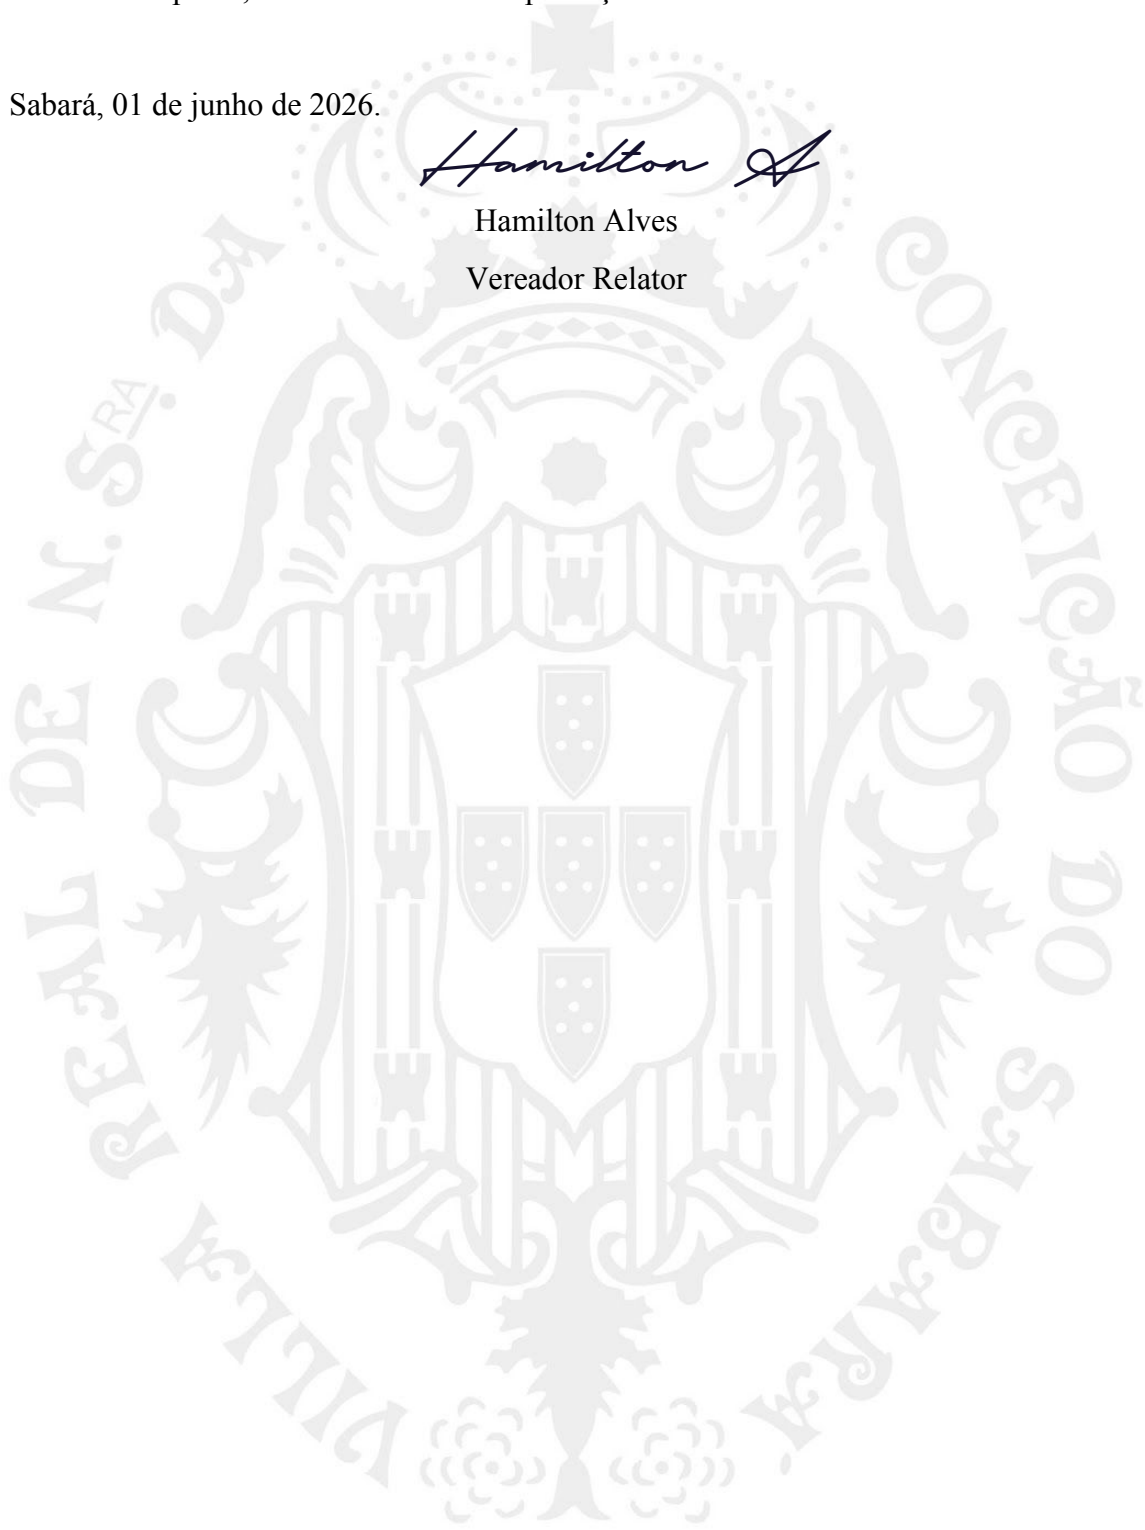 Sabará, 01 de junho de 2026.
Hamilton A
Hamilton Alves
Vereador Relator
VILLA REAL DE N. SRA. DA CONCEIÇÃO DO SABARÁ